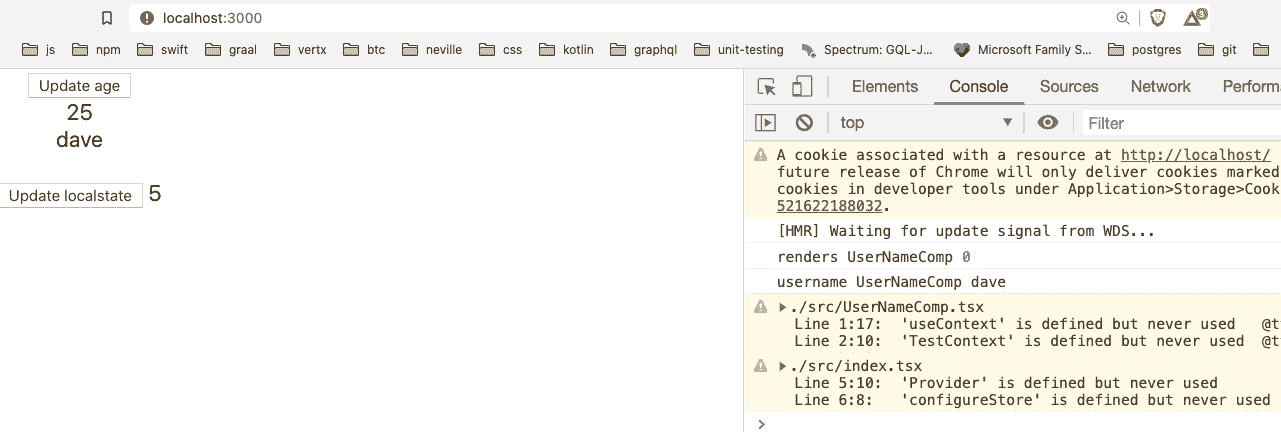 localhost:3000
js npm swift graal vertx btc neville css kotlin graphql unit-testing Spectrum: GQL-J... Microsoft Family S... postgres git
Update age
25
dave
Update localstate 5
Elements Console Sources Network Performa
top Filter
A cookie associated with a resource at http://localhost/
future release of Chrome will only deliver cookies marked
cookies in developer tools under Application>Storage>Cook
521622188032.
[HMR] Waiting for update signal from WDS...
renders UserNameComp 0
username UserNameComp dave
./src/UserNameComp.tsx
Line 1:17: 'useContext' is defined but never used @t
Line 2:10: 'TestContext' is defined but never used @t
./src/index.tsx
Line 5:10: 'Provider' is defined but never used
Line 6:8: 'configureStore' is defined but never used
>